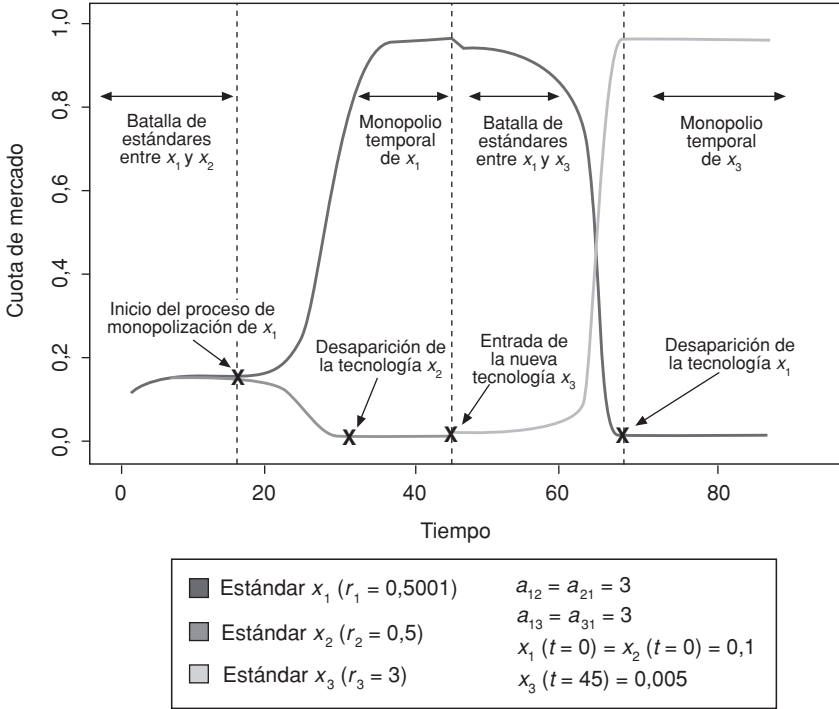 Cuota de mercado
1,0
0,8
0,6
0,4
0,2
0,0
Batalla de
estándares
entre x₁ y x₂
Monopolio
temporal
de x₁
Batalla de
estándares
entre x₁ y x₃
Monopolio
temporal
de x₃
Inicio del proceso de
monopolización de x₁
Desaparición de
la tecnología x₂
Entrada de
la nueva
tecnología x₃
Desaparición de
la tecnología x₁
X
X
X
X
0
20
40
60
80
Tiempo
Estándar x₁ (r₁ = 0,5001)
Estándar x₂ (r₂ = 0,5)
Estándar x₃ (r₃ = 3)
a₁₂ = a₂₁ = 3
a₁₃ = a₃₁ = 3
x₁ (t = 0) = x₂ (t = 0) = 0,1
x₃ (t = 45) = 0,005